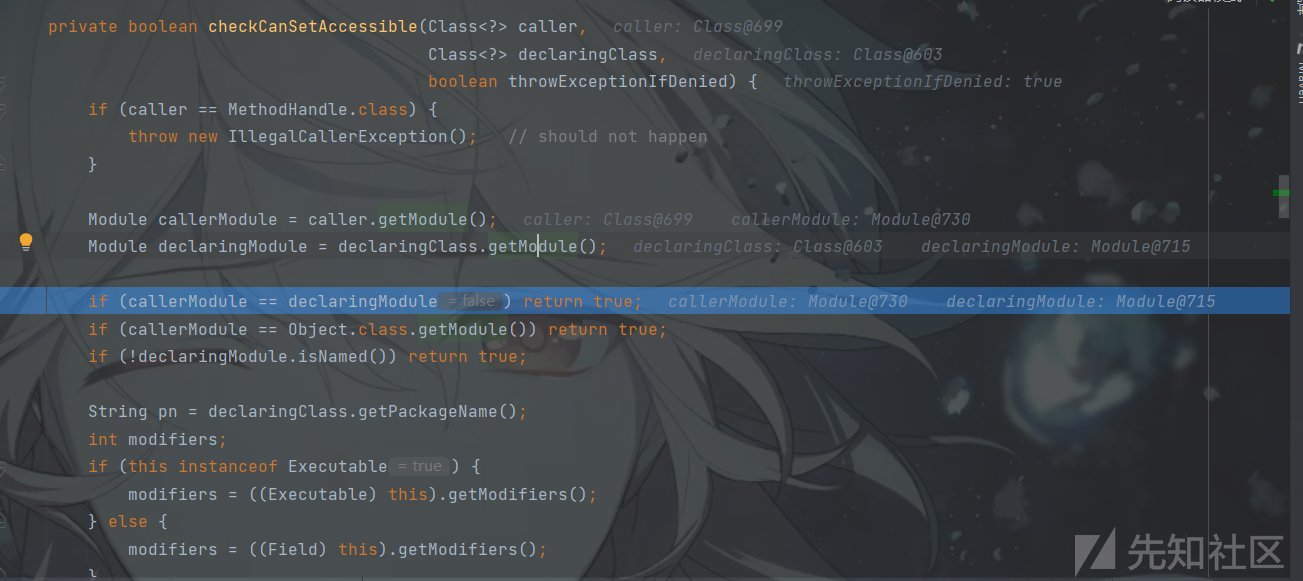 private boolean checkCanSetAccessible(Class<?> caller,   caller: Class@699
Class<?> declaringClass,   declaringClass: Class@603
boolean throwExceptionIfDenied) {   throwExceptionIfDenied: true
if (caller == MethodHandle.class) {
throw new IllegalCallerException();   // should not happen
}
Module callerModule = caller.getModule();   caller: Class@699   callerModule: Module@730
Module declaringModule = declaringClass.getModule();   declaringClass: Class@603   declaringModule: Module@715
if (callerModule == declaringModule = false ) return true;   callerModule: Module@730   declaringModule: Module@715
if (callerModule == Object.class.getModule()) return true;
if (!declaringModule.isNamed()) return true;
String pn = declaringClass.getPackageName();
int modifiers;
if (this instanceof Executable = true ) {
modifiers = ((Executable) this).getModifiers();
} else {
modifiers = ((Field) this).getModifiers();
}
Maven
先知社区